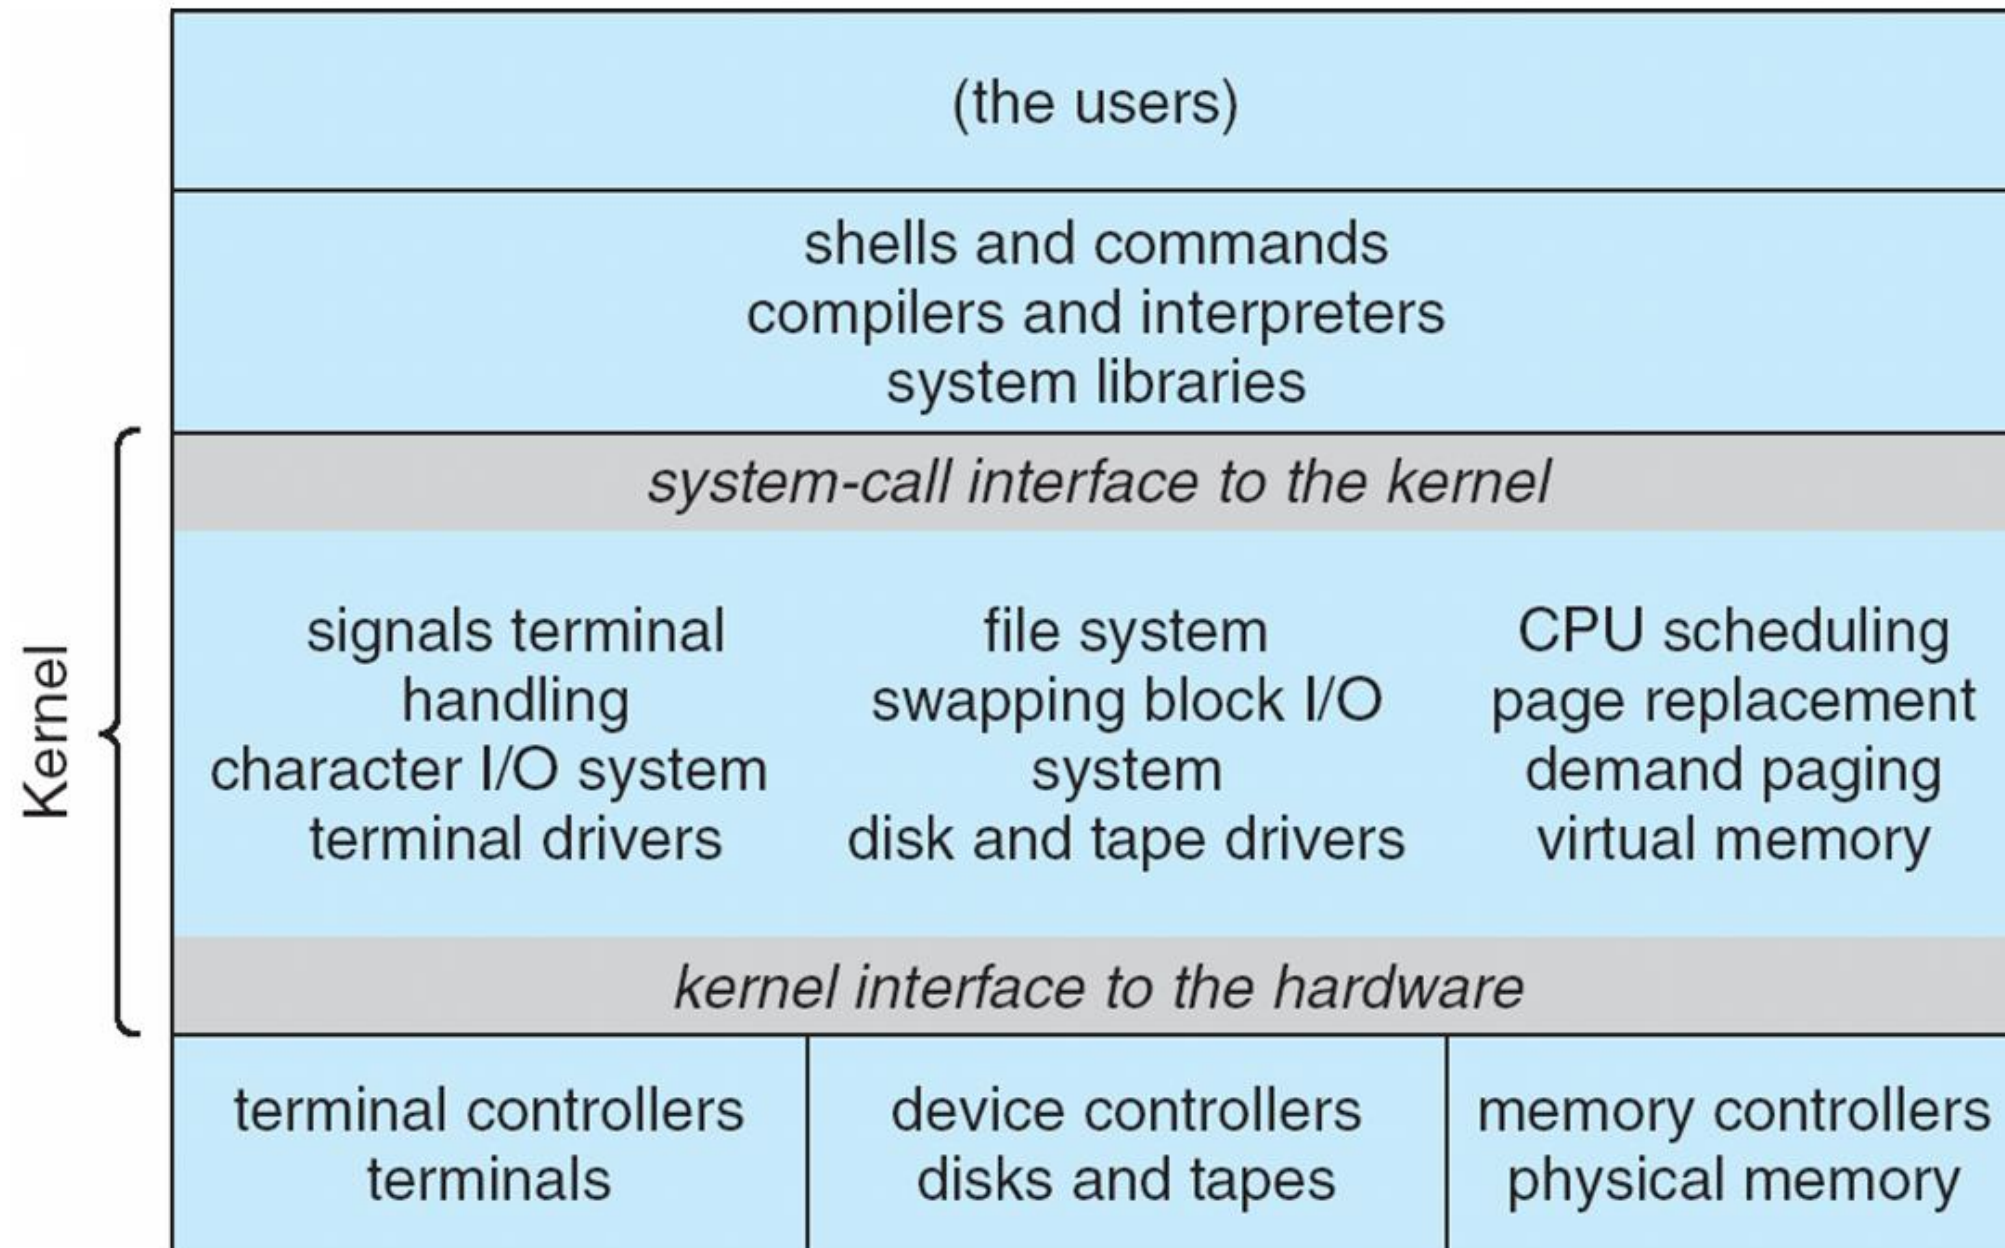 (the users)
shells and commands
compilers and interpreters
system libraries
system-call interface to the kernel
Kernel
signals terminal
handling
character I/O system
terminal drivers
file system
swapping block I/O
system
disk and tape drivers
CPU scheduling
page replacement
demand paging
virtual memory
kernel interface to the hardware
terminal controllers
terminals
device controllers
disks and tapes
memory controllers
physical memory